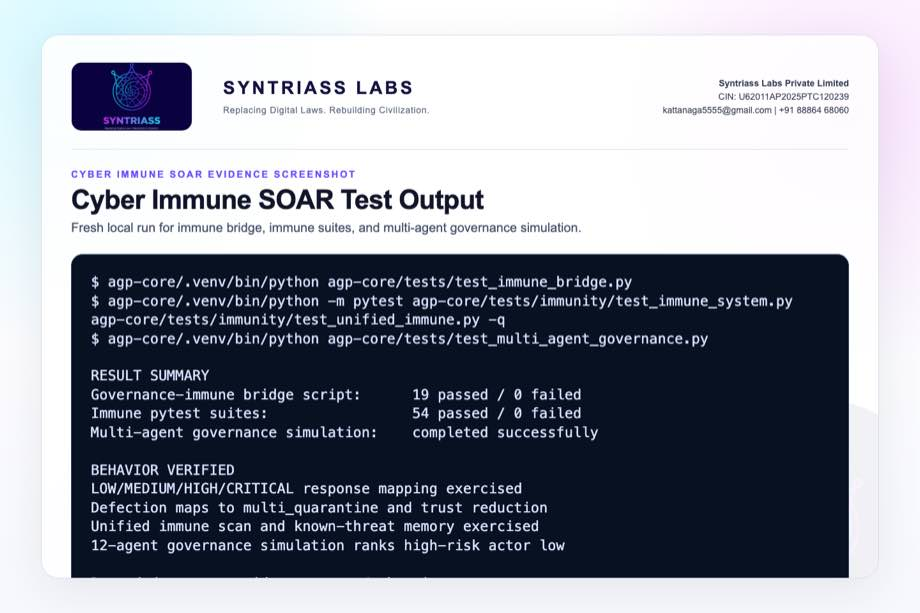 SYNTRIASS
SYNTRIASS LABS
Replacing Digital Laws. Rebuilding Civilization.
Syntriass Labs Private Limited
CIN: U62011AP2025PTC120239
kattanaga5555@gmail.com | +91 88864 68060
CYBER IMMUNE SOAR EVIDENCE SCREENSHOT
Cyber Immune SOAR Test Output
Fresh local run for immune bridge, immune suites, and multi-agent governance simulation.
$ agp-core/.venv/bin/python agp-core/tests/test_immune_bridge.py
$ agp-core/.venv/bin/python -m pytest agp-core/tests/immunity/test_immune_system.py
agp-core/tests/immunity/test_unified_immune.py -q
$ agp-core/.venv/bin/python agp-core/tests/test_multi_agent_governance.py
RESULT SUMMARY
Governance-immune bridge script: 19 passed / 0 failed
Immune pytest suites: 54 passed / 0 failed
Multi-agent governance simulation: completed successfully
BEHAVIOR VERIFIED
LOW/MEDIUM/HIGH/CRITICAL response mapping exercised
Defection maps to multi_quarantine and trust reduction
Unified immune scan and known-threat memory exercised
12-agent governance simulation ranks high-risk actor low